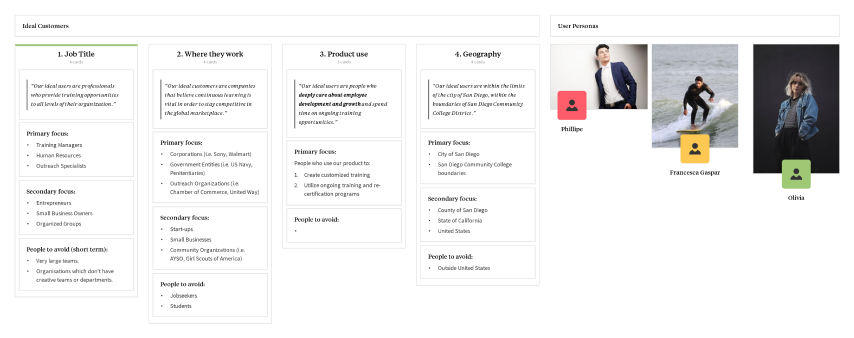 Ideal Customers
User Personas
1. Job Title
4 cards
"Our ideal users are professionals
who provide training opportunities
to all levels of their organization."
Primary focus:
• Training Managers
• Human Resources
• Outreach Specialists
Secondary focus:
• Entrepreneurs
• Small Business Owners
• Organized Groups
People to avoid (short term):
• Very large teams.
• Organisations which don't have
creative teams or departments.
2. Where they work
4 cards
"Our ideal customers are companies
that believe continuous learning is
vital in order to stay competitive in
the global marketplace."
Primary focus:
• Corporations (i.e. Sony, Walmart)
• Government Entities (i.e. US Navy,
Penitentiaries)
• Outreach Organizations (i.e.
Chamber of Commerce, United Way)
Secondary focus:
• Start-ups
• Small Businesses
• Community Organizations (i.e.
AYSO, Girl Scouts of America)
People to avoid:
• Jobseekers
• Students
3. Product use
3 cards
"Our ideal users are people who
deeply care about employee
development and growth and spend
time on ongoing training
opportunities."
Primary focus:
People who use our product to:
1. Create customized training
2. Utilize ongoing training and re-
certification programs
People to avoid:
•
4. Geography
4 cards
"Our ideal users are within the limits
of the city of San Diego, within the
boundaries of San Diego Community
College District."
Primary focus:
• City of San Diego
• San Diego Community College
boundaries
Secondary focus:
• County of San Diego
• State of California
• United States
People to avoid:
• Outside United States
Phillipe
Francesca Gaspar
Olivia